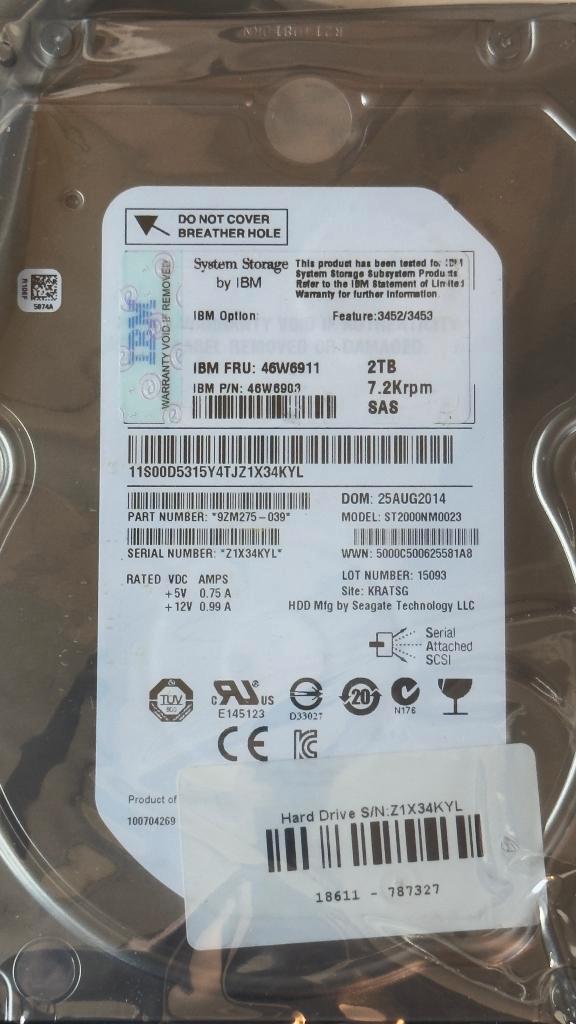 DO NOT COVER
BREATHER HOLE
System Storage
by IBM
This product has been tested for IBM
System Storage Subsystem Products
Refer to the IBM Statement of Limited
Warranty for further information
IBM
WARRANTY VOID IF REMOVED
IBM Option:
Feature:3452/3453
IBM FRU: 46W6911
2TB
IBM P/N: 46W6903
7.2Krpm
SAS
5074A
11S00D5315Y4TJZ1X34KYL
DOM: 25AUG2014
PART NUMBER: *9ZM275-039*
MODEL: ST2000NM0023
SERIAL NUMBER: *Z1X34KYL*
WWN: 5000C500625581A8
RATED VDC AMPS
+5V 0.75 A
+12V 0.99 A
LOT NUMBER: 15093
Site: KRATSG
HDD Mfg by Seagate Technology LLC
Serial
Attached
SCSI
TUV
c RU ® US
E145123
D33027
20
N176
CE
Product of
100704269
Hard Drive S/N:Z1X34KYL
18611 - 787327